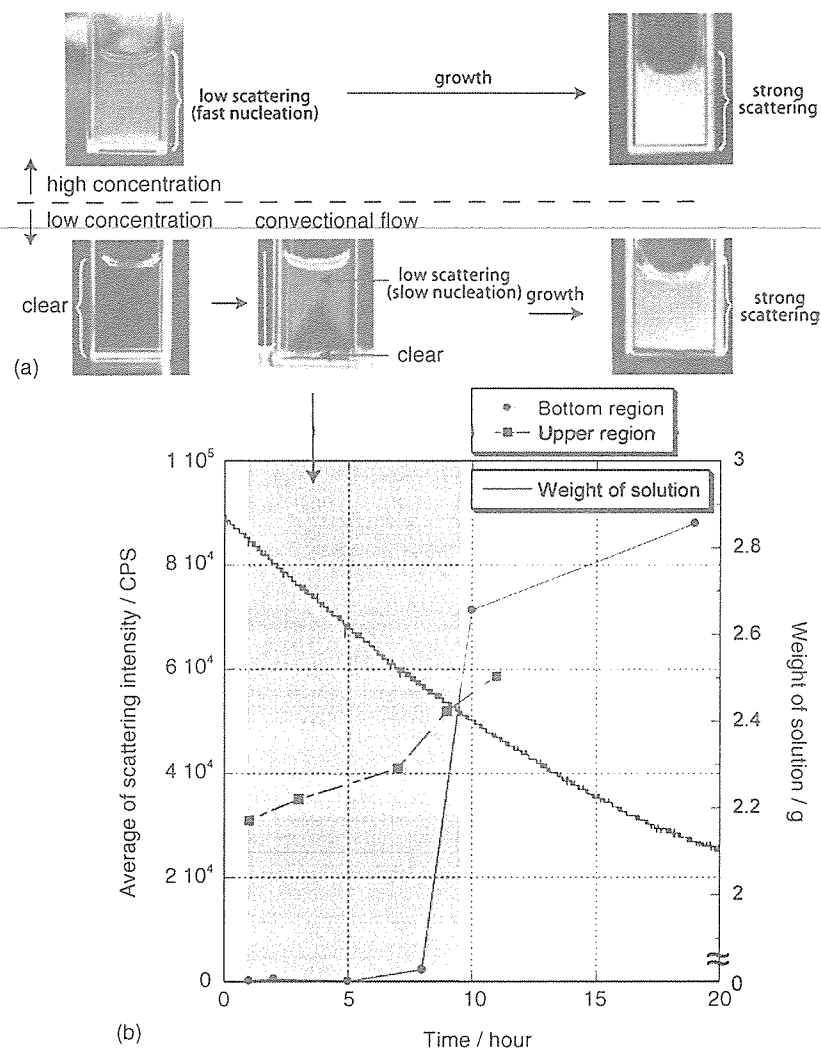 low scattering
(fast nucleation)
growth
strong
scattering
high concentration
low concentration
convectional flow
clear
low scattering
(slow nucleation)
growth
clear
strong
scattering
(a)
Bottom region
Upper region
Weight of solution
1 10⁵
8 10⁴
6 10⁴
4 10⁴
2 10⁴
0
Average of scattering intensity / CPS
3
2.8
2.6
2.4
2.2
2
0
Weight of solution / g
0
5
10
15
20
Time / hour
(b)